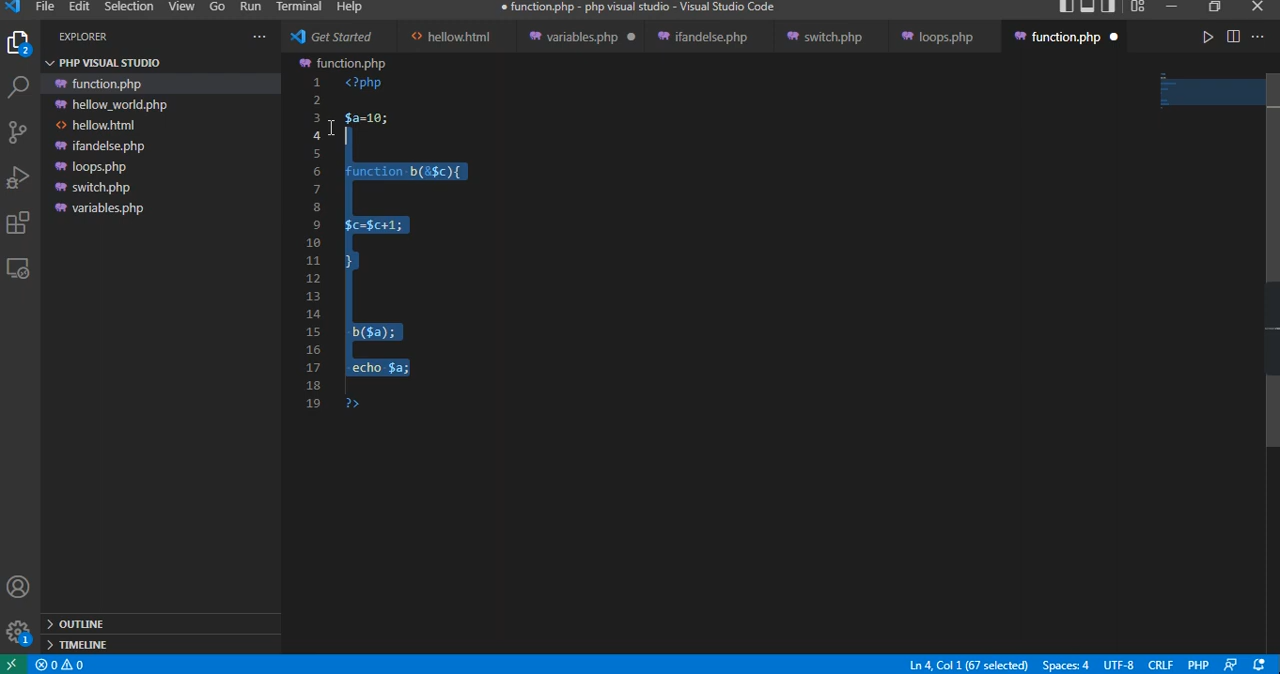 File Edit Selection View Go Run Terminal Help
● function.php - php visual studio - Visual Studio Code
EXPLORER
Get Started
hellow.html
variables.php
ifandelse.php
switch.php
loops.php
function.php
PHP VISUAL STUDIO
function.php
hellow_world.php
hellow.html
ifandelse.php
loops.php
switch.php
variables.php
function.php
1 <?php
2
3 $a=10;
4
5
6 function b(&$c){
7
8
9 $c=$c+1;
10
11 }
12
13
14
15 b($a);
16
17 echo $a;
18
19 ?>
2
1
OUTLINE
TIMELINE
0 0
Ln 4, Col 1 (67 selected) Spaces: 4 UTF-8 CRLF PHP